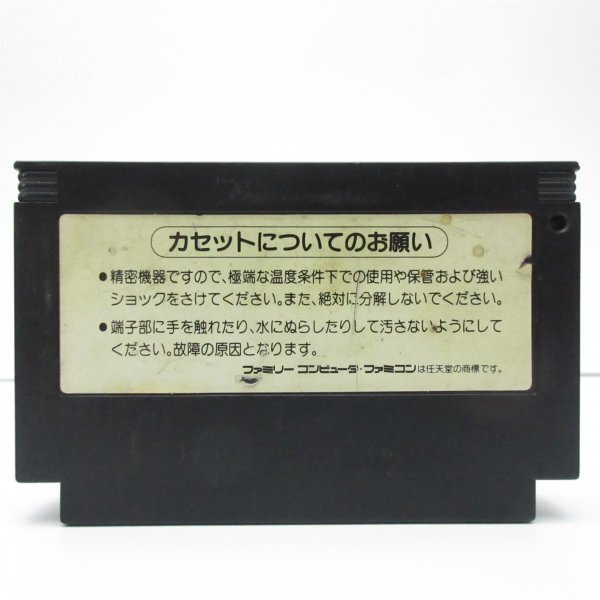 カセットについてのお願い
●精密機器ですので、極端な温度条件下での使用や保管および強い
ショックをさけてください。また、絶対に分解しないでください。
●端子部に手を触れたり、水にぬらしたりして汚さないようにして
ください。故障の原因となります。
ファミリー コンピュータ・ファミコンは任天堂の商標です。